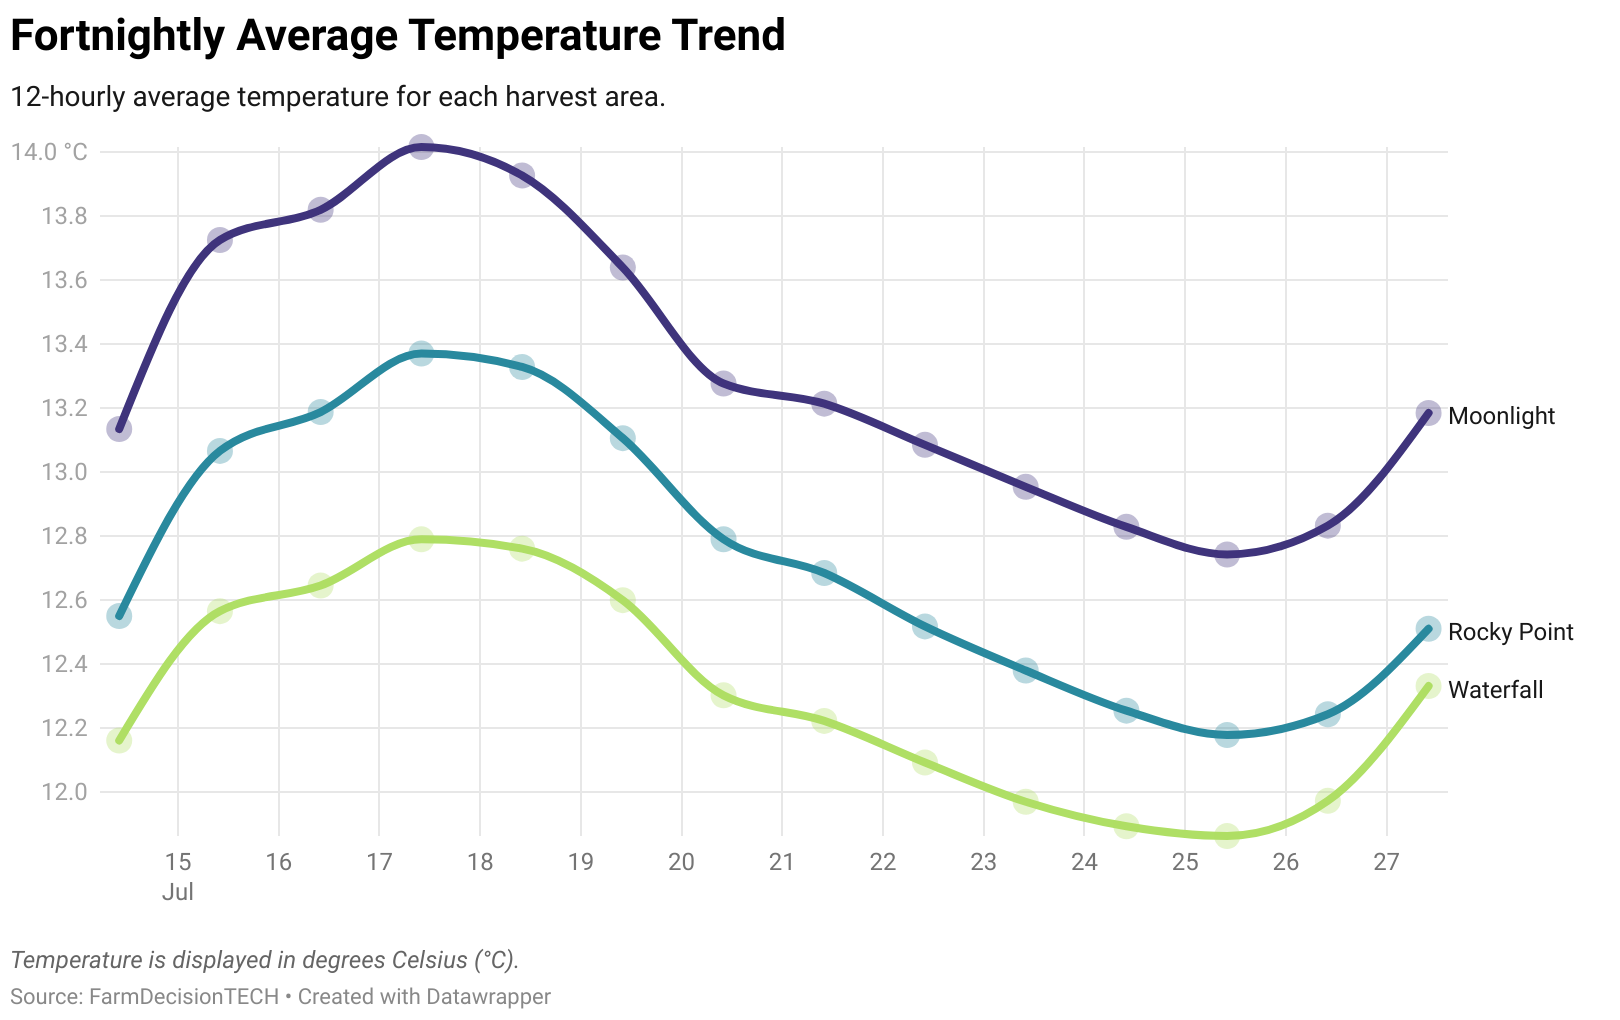 Fortnightly Average Temperature Trend
12-hourly average temperature for each harvest area.
14.0 °C
13.8
13.6
13.4
13.2
13.0
12.8
12.6
12.4
12.2
12.0
Moonlight
Rocky Point
Waterfall
15 16 17 18 19 20 21 22 23 24 25 26 27
Jul
Temperature is displayed in degrees Celsius (°C).
Source: FarmDecisionTECH • Created with Datawrapper